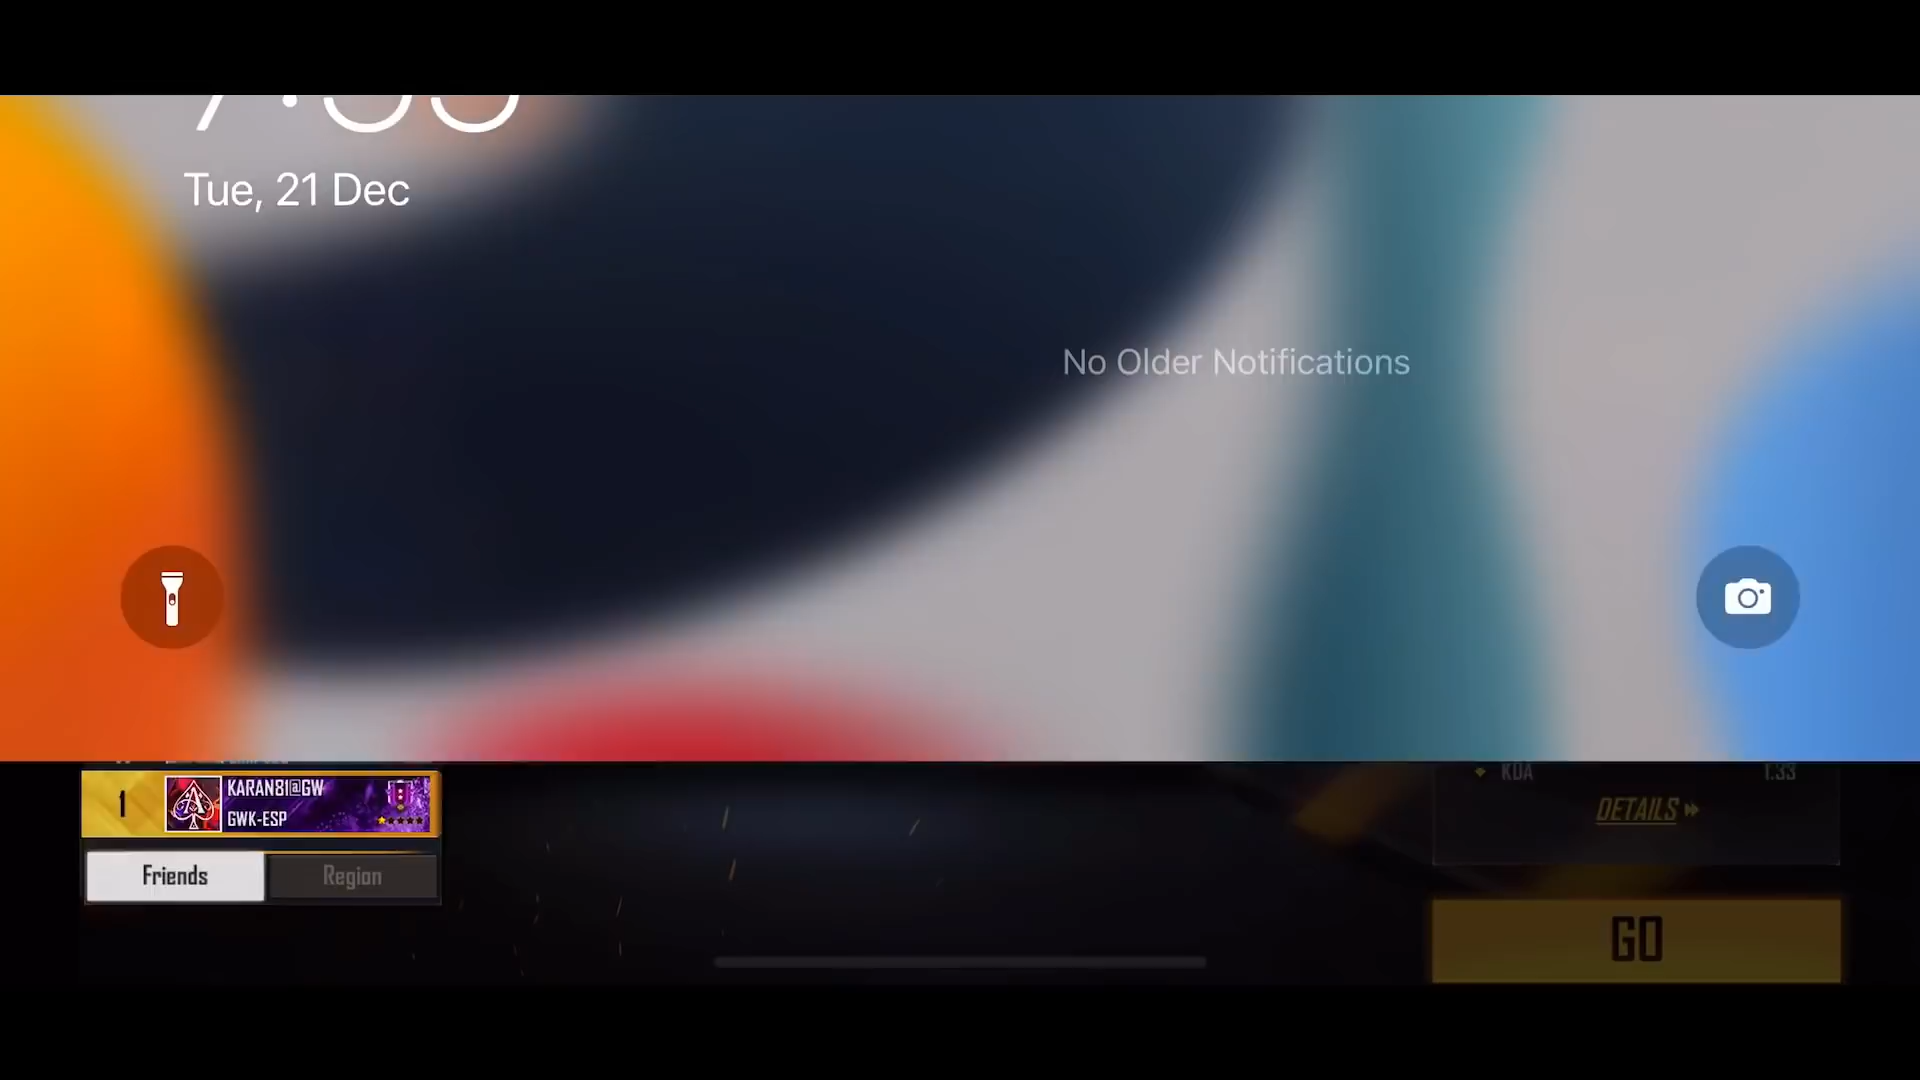 Tue, 21 Dec
No Older Notifications
KDA 1.33
1 KARAN81@GW
GWK-ESP
DETAILS
Friends Region
GO